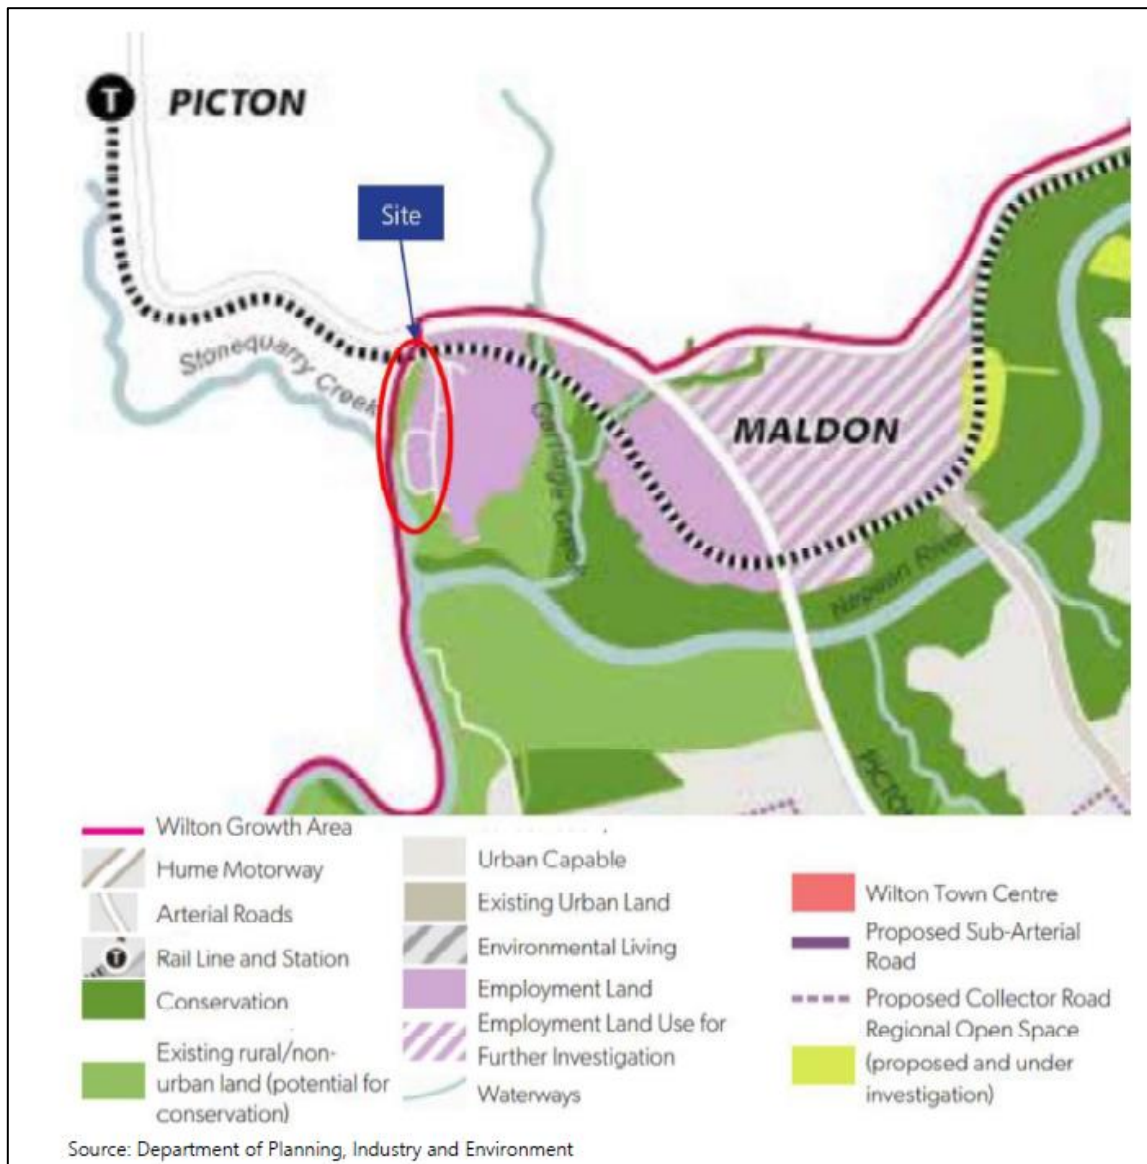 T PICTON
Site
Stonequarry Creek
MALDON
Carriage Creek
Nepean River
PICTON
Wilton Growth Area
Hume Motorway
Arterial Roads
T Rail Line and Station
Conservation
Existing rural/non-
urban land (potential for
conservation)
Urban Capable
Existing Urban Land
Environmental Living
Employment Land
Employment Land Use for
Further Investigation
Waterways
Wilton Town Centre
Proposed Sub-Arterial
Road
Proposed Collector Road
Regional Open Space
(proposed and under
investigation)
Source: Department of Planning, Industry and Environment